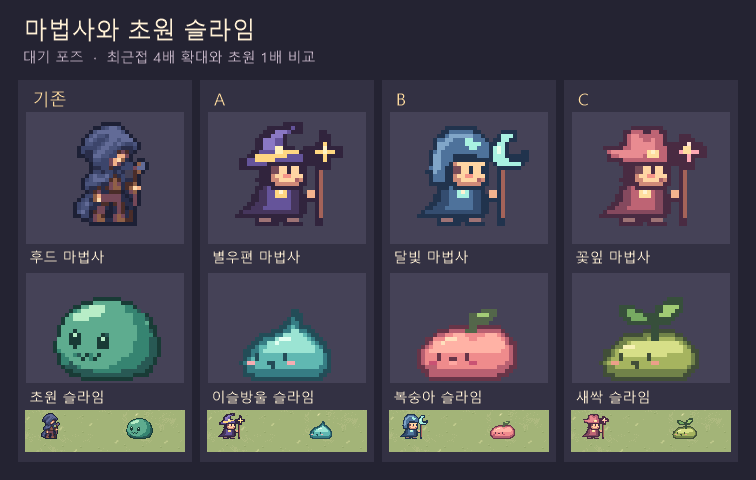 마법사와 초원 슬라임
대기 포즈 · 최근접 4배 확대와 초원 1배 비교
기존
A
B
C
후드 마법사
별우편 마법사
달빛 마법사
꽃잎 마법사
초원 슬라임
이슬방울 슬라임
복숭아 슬라임
새싹 슬라임